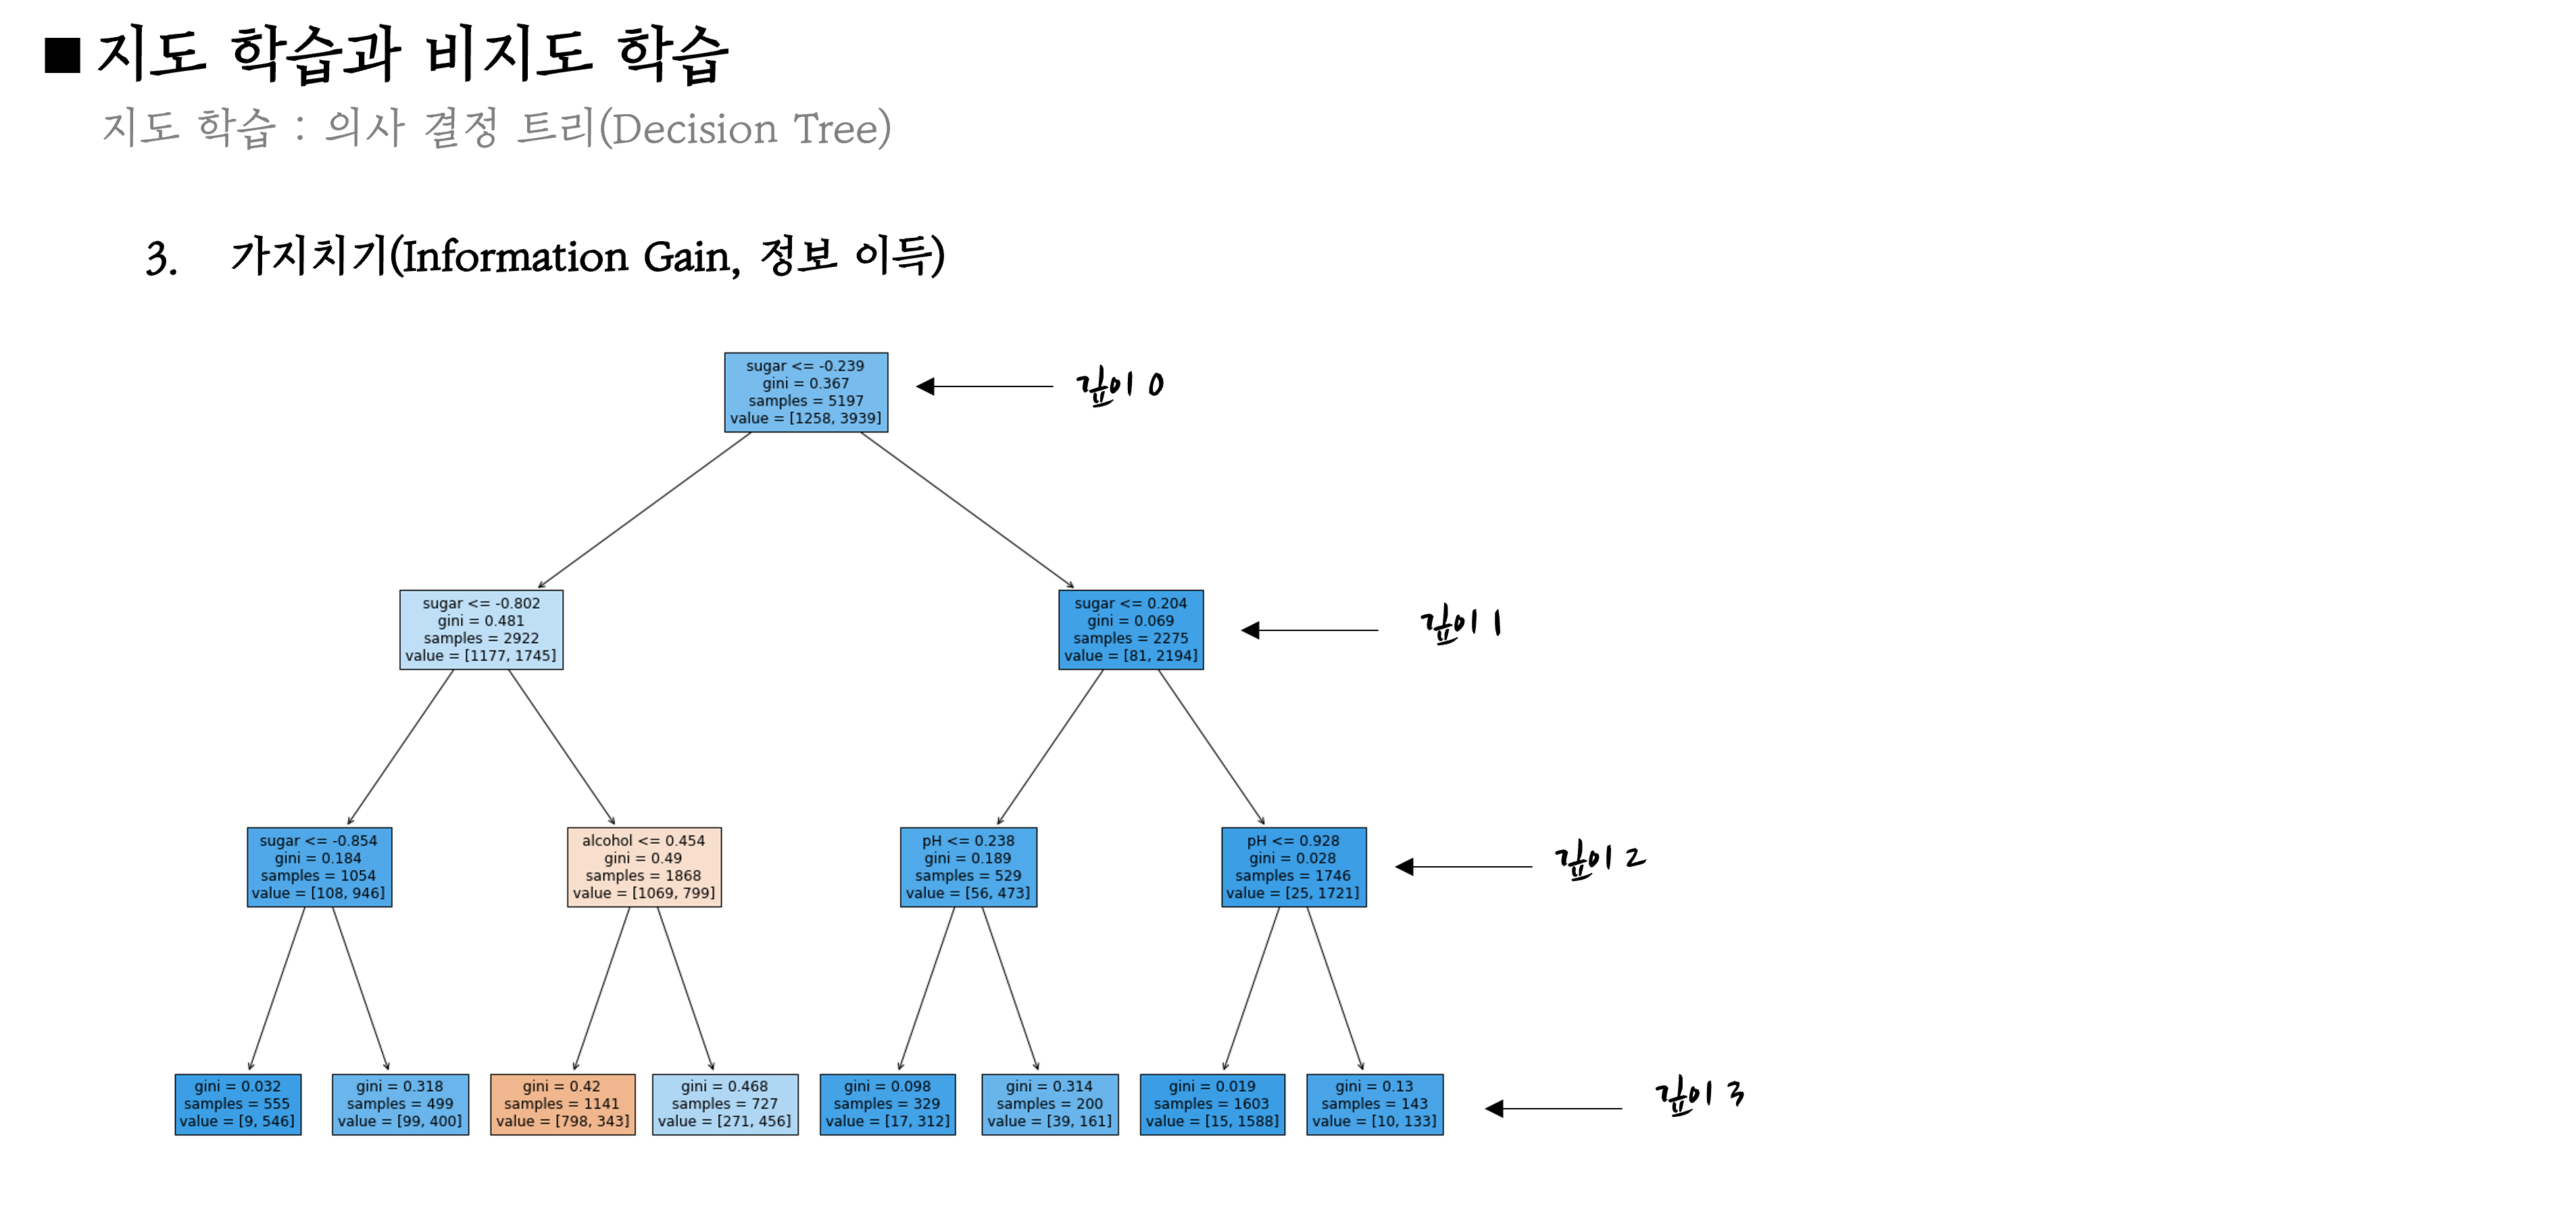 ■ 지도 학습과 비지도 학습
지도 학습 : 의사 결정 트리(Decision Tree)
3. 가지치기(Information Gain, 정보 이득)
sugar <= -0.239
gini = 0.367
samples = 5197
value = [1258, 3939]
깊이 0
sugar <= -0.802
gini = 0.481
samples = 2922
value = [1177, 1745]
sugar <= 0.204
gini = 0.069
samples = 2275
value = [81, 2194]
깊이 1
sugar <= -0.854
gini = 0.184
samples = 1054
value = [108, 946]
alcohol <= 0.454
gini = 0.49
samples = 1868
value = [1069, 799]
pH <= 0.238
gini = 0.189
samples = 529
value = [56, 473]
pH <= 0.928
gini = 0.028
samples = 1746
value = [25, 1721]
깊이 2
gini = 0.032
samples = 555
value = [9, 546]
gini = 0.318
samples = 499
value = [99, 400]
gini = 0.42
samples = 1141
value = [798, 343]
gini = 0.468
samples = 727
value = [271, 456]
gini = 0.098
samples = 329
value = [17, 312]
gini = 0.314
samples = 200
value = [39, 161]
gini = 0.019
samples = 1603
value = [15, 1588]
gini = 0.13
samples = 143
value = [10, 133]
깊이 3